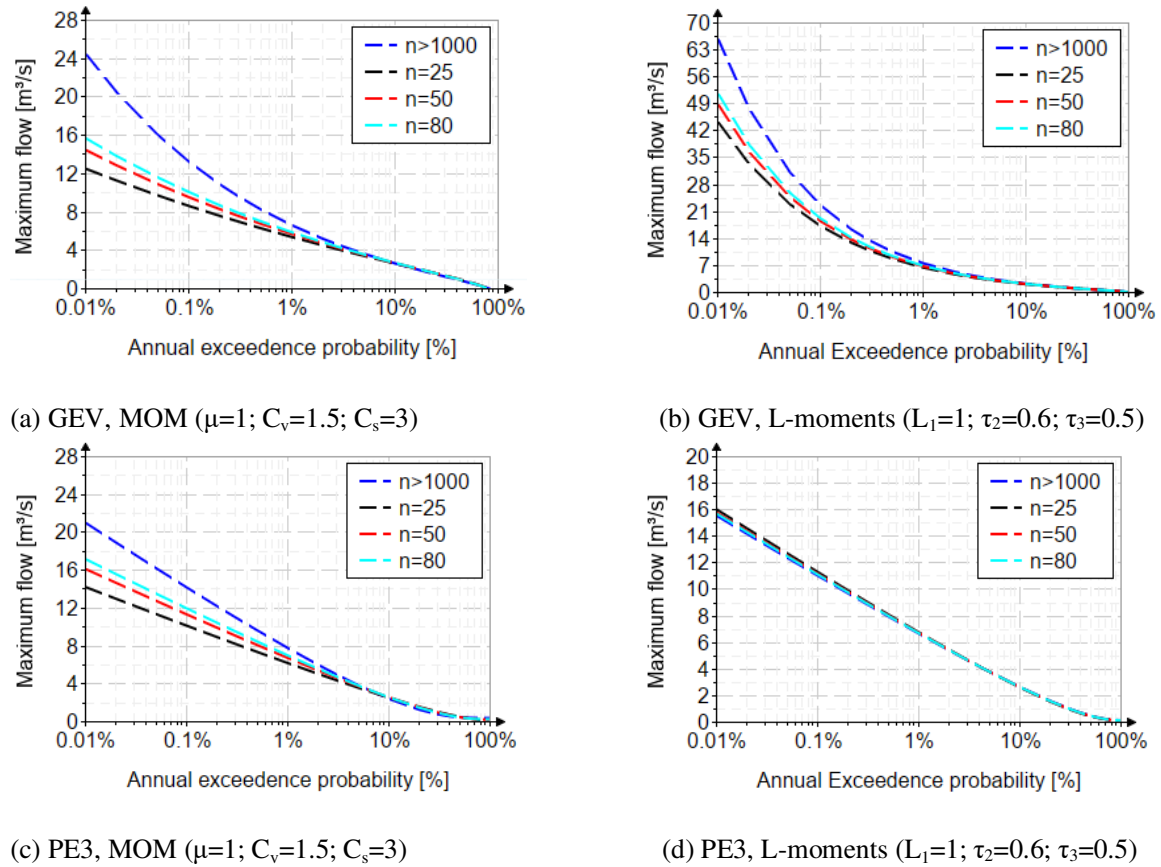 28
24
20
16
12
8
4
0
Maximum flow [m³/s]
n>1000
n=25
n=50
n=80
0.01% 0.1% 1% 10% 100%
Annual exceedence probability [%]
(a) GEV, MOM (μ=1; Cv=1.5; Cs=3)
70
63
56
49
42
35
28
21
14
7
0
Maximum flow [m³/s]
n>1000
n=25
n=50
n=80
0.01% 0.1% 1% 10% 100%
Annual Exceedence probability [%]
(b) GEV, L-moments (L₁=1; τ₂=0.6; τ₃=0.5)
28
24
20
16
12
8
4
0
Maximum flow [m³/s]
n>1000
n=25
n=50
n=80
0.01% 0.1% 1% 10% 100%
Annual exceedence probability [%]
(c) PE3, MOM (μ=1; Cv=1.5; Cs=3)
20
18
16
14
12
10
8
6
4
2
0
Maximum flow [m³/s]
n>1000
n=25
n=50
n=80
0.01% 0.1% 1% 10% 100%
Annual Exceedence probability [%]
(d) PE3, L-moments (L₁=1; τ₂=0.6; τ₃=0.5)